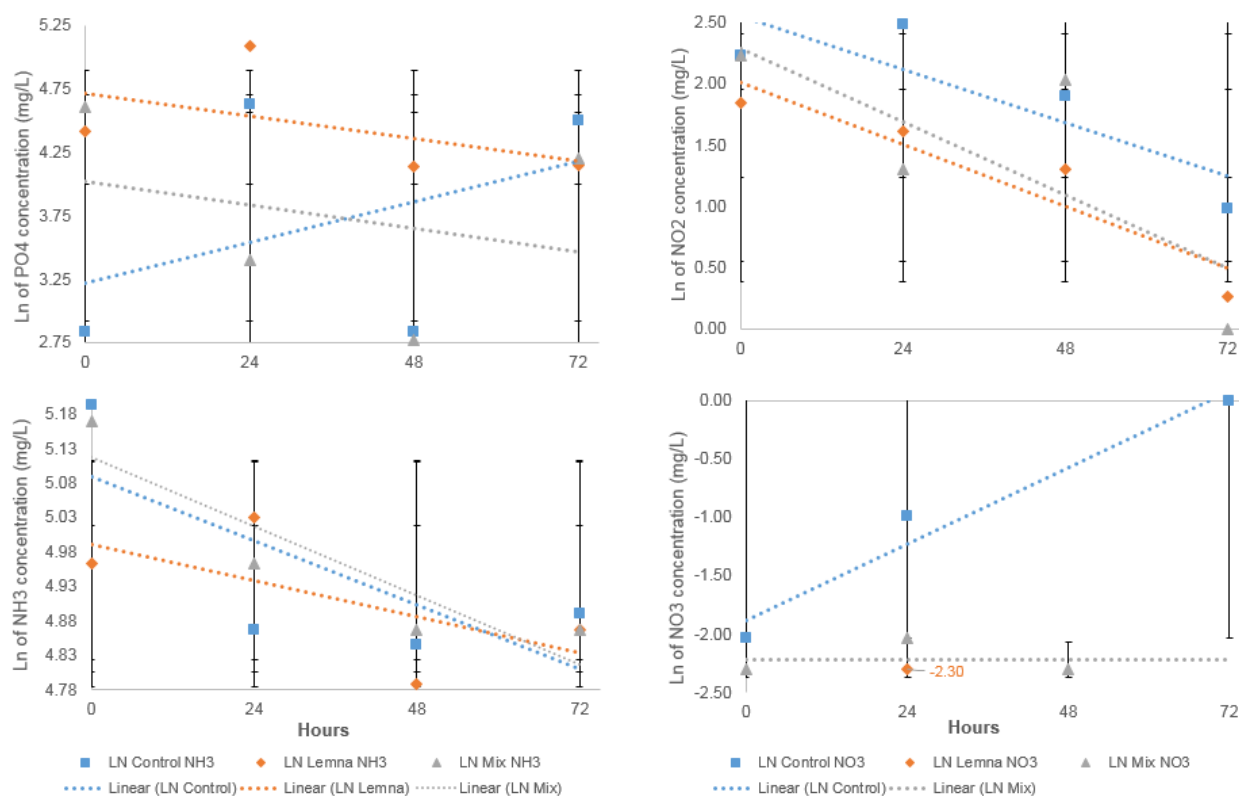 Ln of PO4 concentration (mg/L)
5.25
4.75
4.25
3.75
3.25
2.75
0
24
48
72
Ln of NO2 concentration (mg/L)
2.50
2.00
1.50
1.00
0.50
0.00
0
24
48
72
Ln of NH3 concentration (mg/L)
5.18
5.13
5.08
5.03
4.98
4.93
4.88
4.83
4.78
0
24
48
72
Hours
LN Control NH3
LN Lemna NH3
LN Mix NH3
Linear (LN Control)
Linear (LN Lemna)
Linear (LN Mix)
Ln of NO3 concentration (mg/L)
0.00
-0.50
-1.00
-1.50
-2.00
-2.50
-2.30
0
24
48
72
Hours
LN Control NO3
LN Lemna NO3
LN Mix NO3
Linear (LN Control)
Linear (LN Mix)